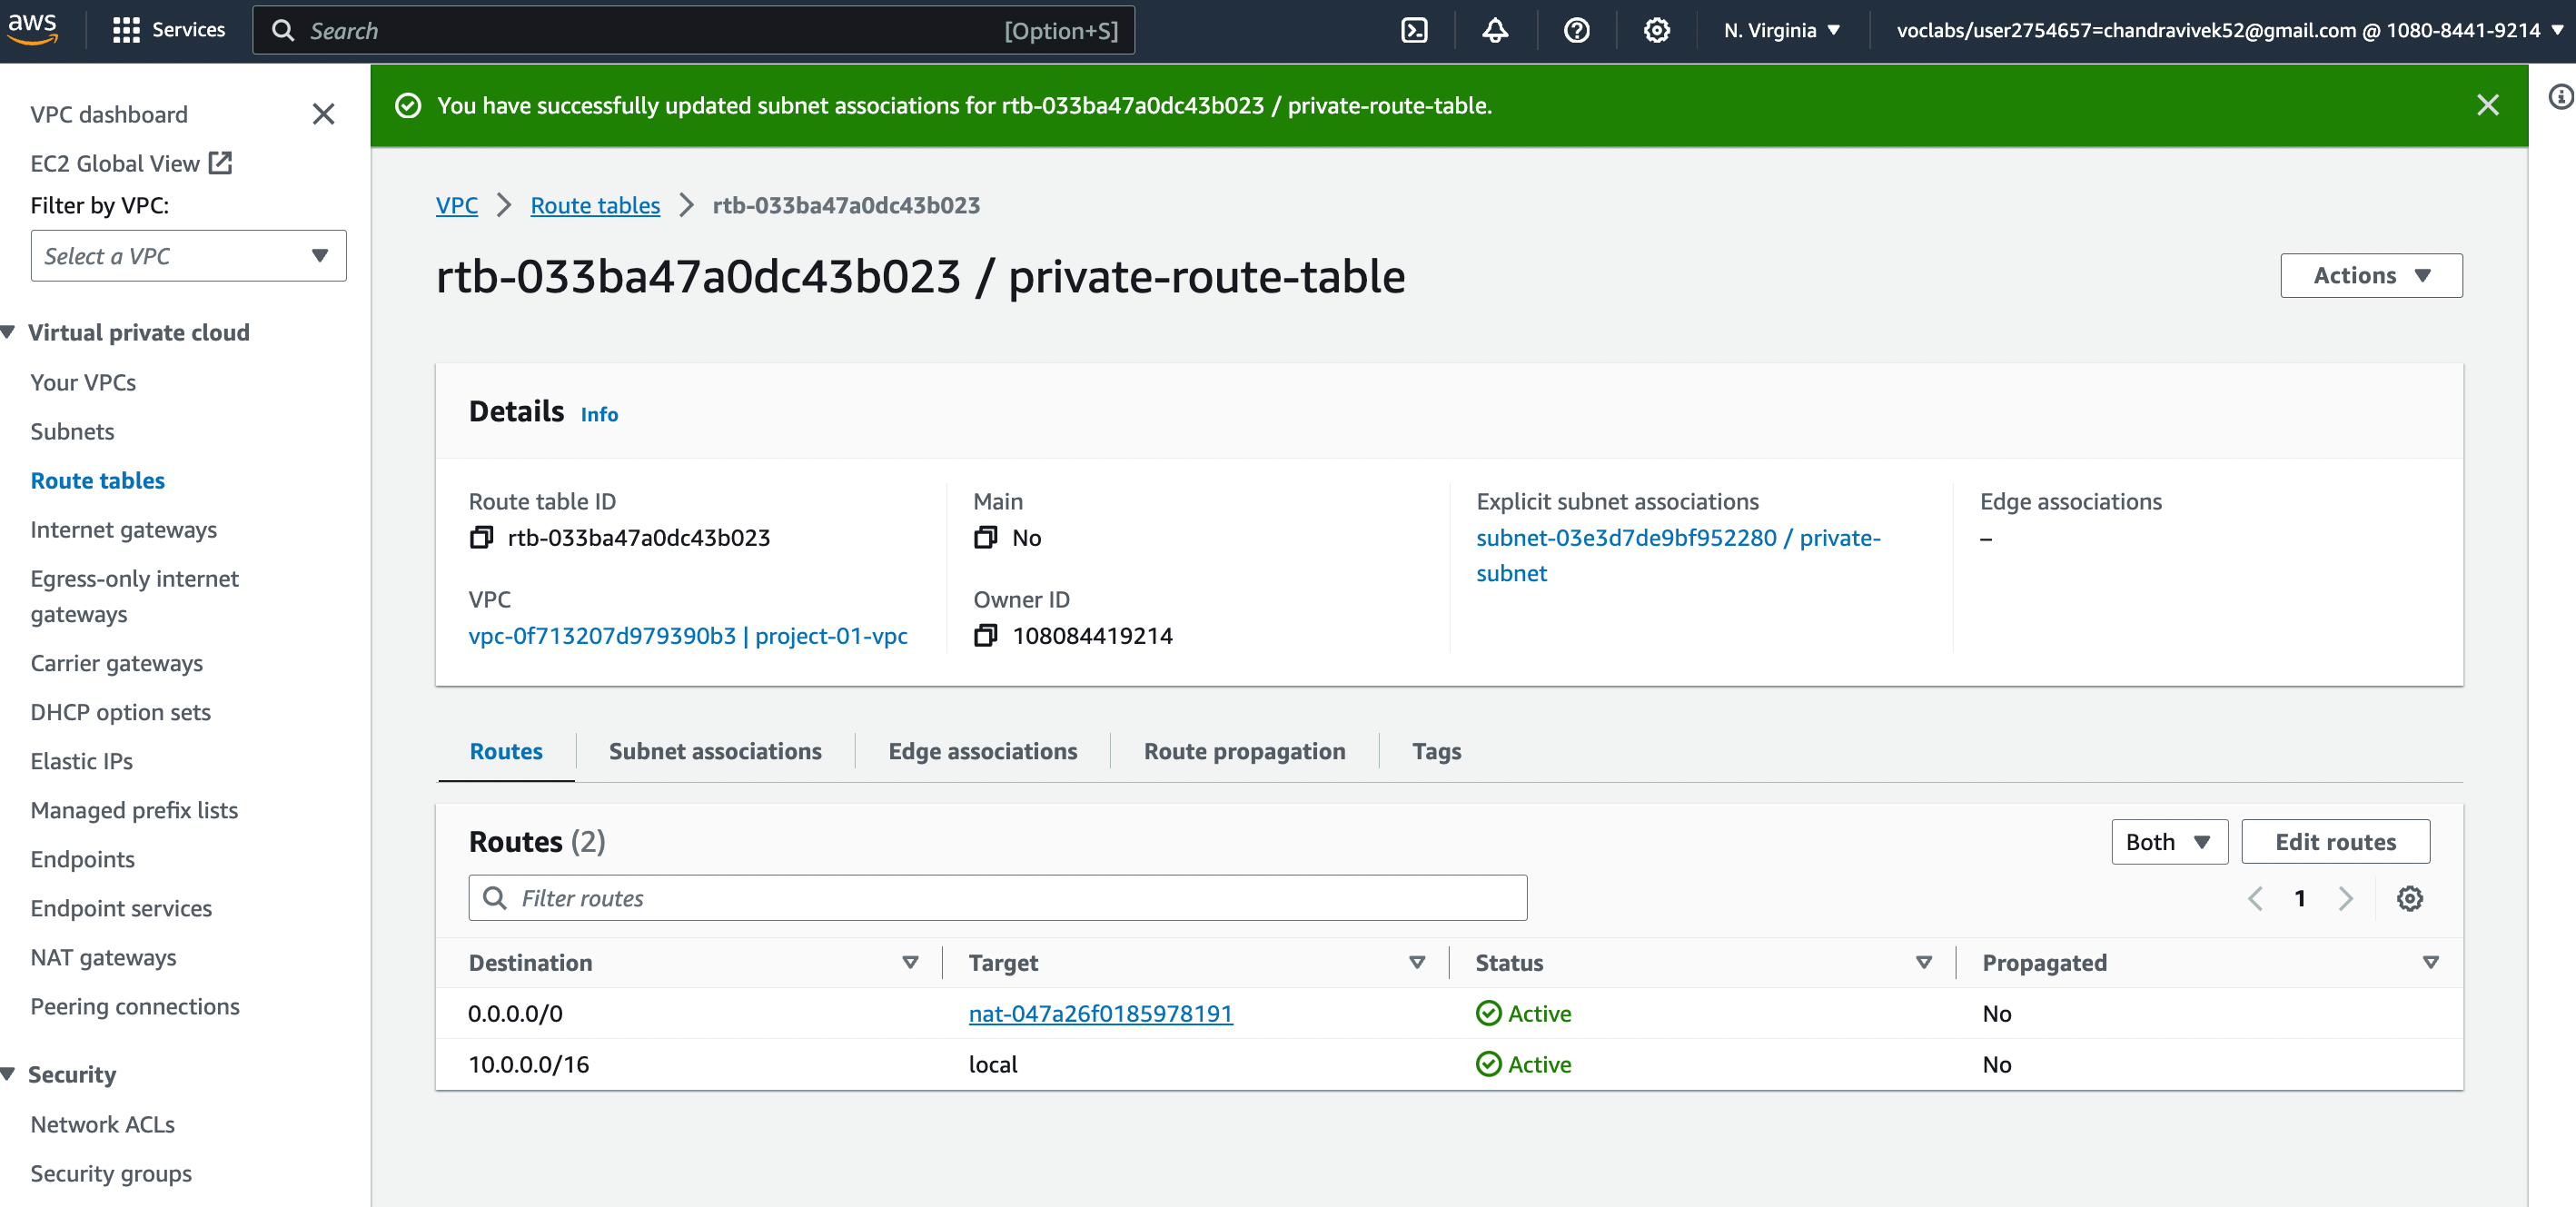 aws
Services
Search
[Option+S]
N. Virginia
voclabs/user2754657=chandravivek52@gmail.com @ 1080-8441-9214
VPC dashboard
EC2 Global View
Filter by VPC:
Select a VPC
Virtual private cloud
Your VPCs
Subnets
Route tables
Internet gateways
Egress-only internet
gateways
Carrier gateways
DHCP option sets
Elastic IPs
Managed prefix lists
Endpoints
Endpoint services
NAT gateways
Peering connections
Security
Network ACLs
Security groups
You have successfully updated subnet associations for rtb-033ba47a0dc43b023 / private-route-table.
VPC
Route tables
rtb-033ba47a0dc43b023
rtb-033ba47a0dc43b023 / private-route-table
Actions
Details Info
Route table ID
rtb-033ba47a0dc43b023
Main
No
Explicit subnet associations
subnet-03e3d7de9bf952280 / private-
subnet
Edge associations
–
VPC
vpc-0f713207d979390b3 | project-01-vpc
Owner ID
108084419214
Routes
Subnet associations
Edge associations
Route propagation
Tags
Routes (2)
Both
Edit routes
Filter routes
1
Destination
Target
Status
Propagated
0.0.0.0/0
nat-047a26f0185978191
Active
No
10.0.0.0/16
local
Active
No